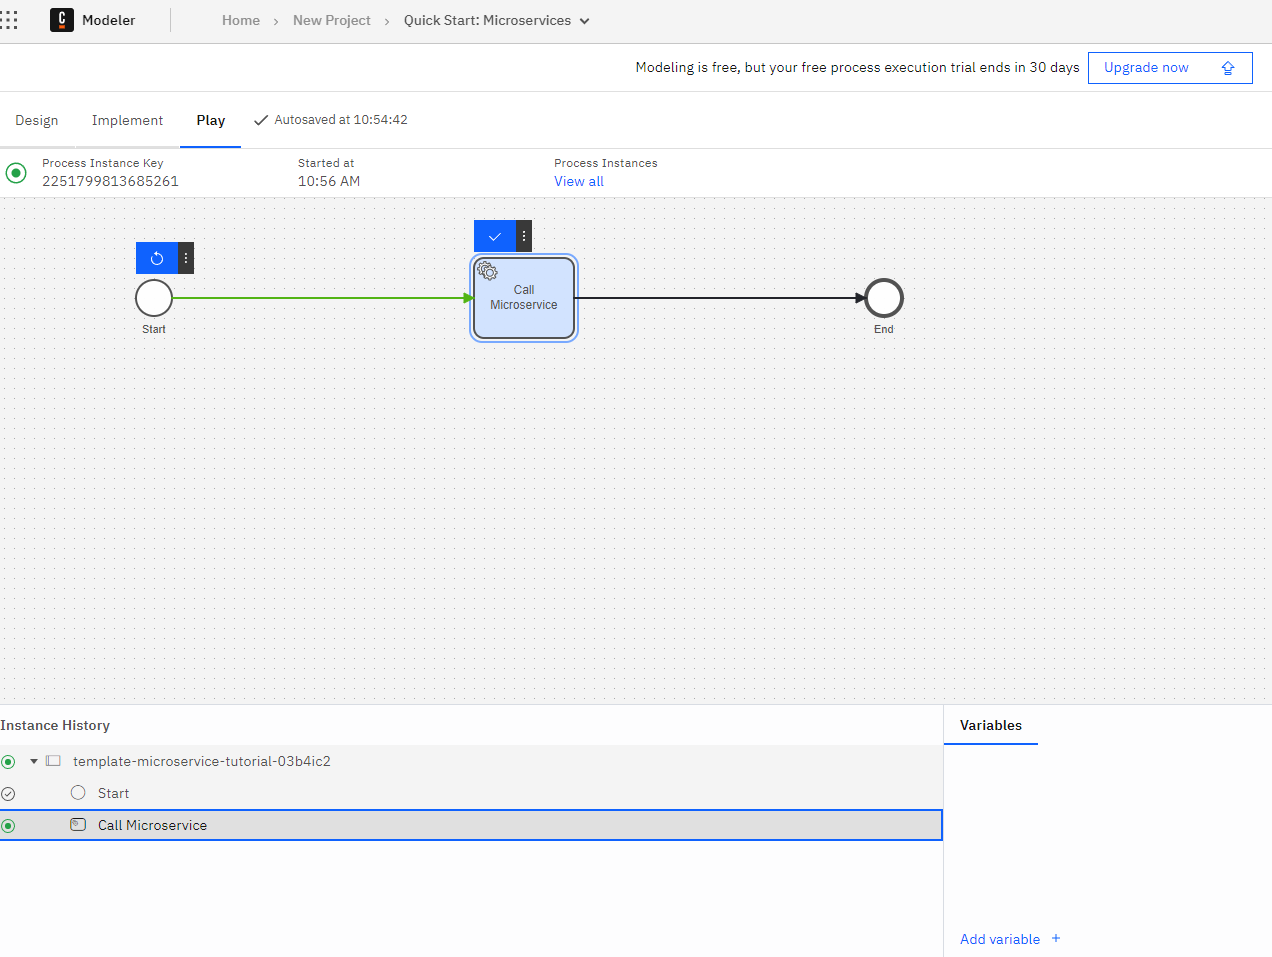 Modeler
Home
New Project
Quick Start: Microservices
Modeling is free, but your free process execution trial ends in 30 days
Upgrade now
Design
Implement
Play
Autosaved at 10:54:42
Process Instance Key
2251799813685261
Started at
10:56 AM
Process Instances
View all
Call
Microservice
Start
End
Instance History
template-microservice-tutorial-03b4ic2
Start
Call Microservice
Variables
Add variable +